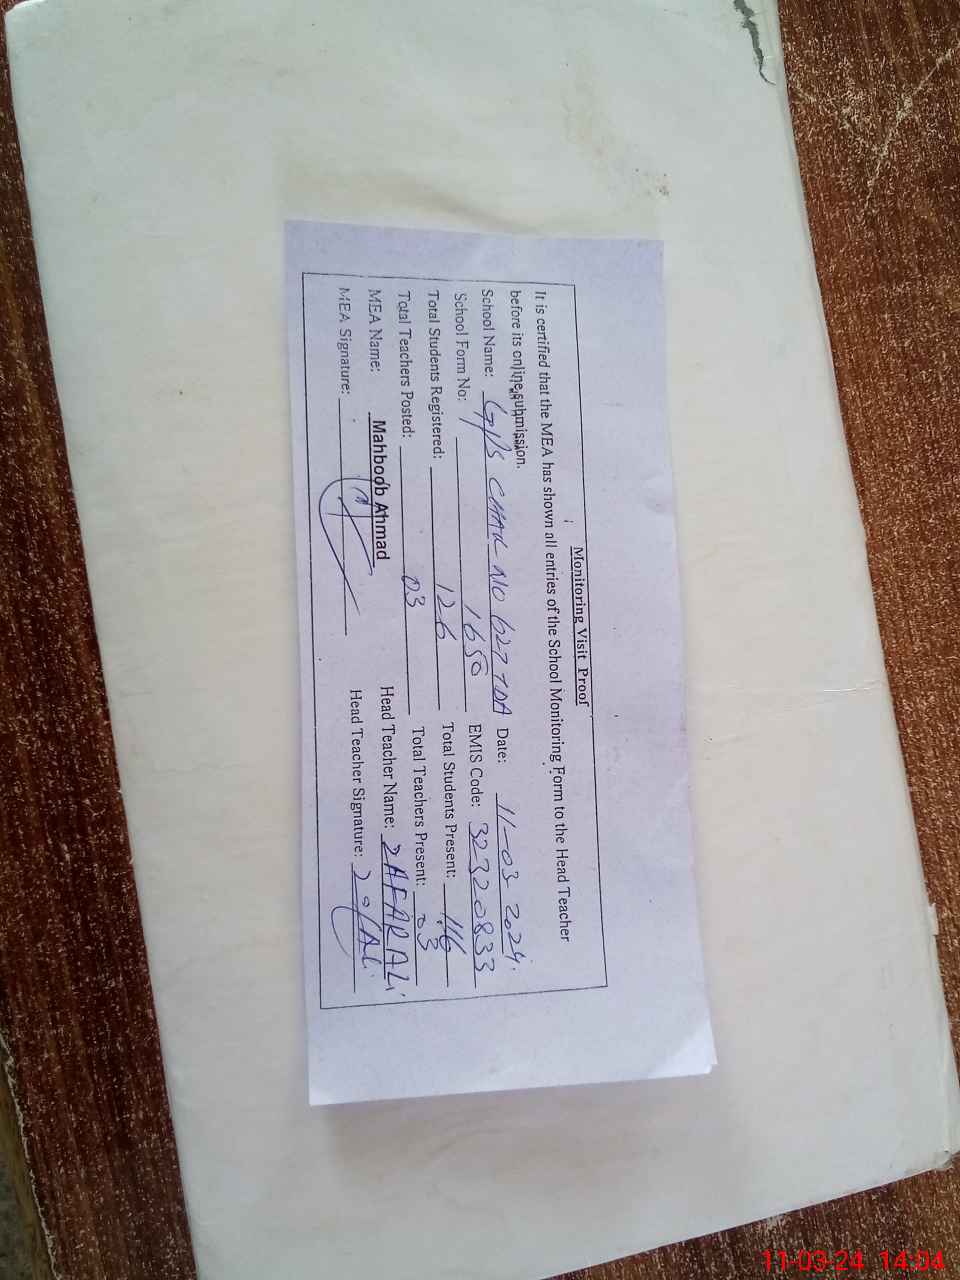 Monitoring Visit Proof
It is certified that the MEA has shown all entries of the School Monitoring Form to the Head Teacher
before its online submission.
School Name: GPS CHAK NO 627 TDA Date: 11-03-2024.
School Form No: 1650 EMIS Code: 32320833
Total Students Registered: 126 Total Students Present: 116
Total Teachers Posted: 03 Total Teachers Present: 03
MEA Name: Mahboob Ahmad Head Teacher Name: ZAFAR ALi
MEA Signature: Head Teacher Signature:
11-03-24 14:04